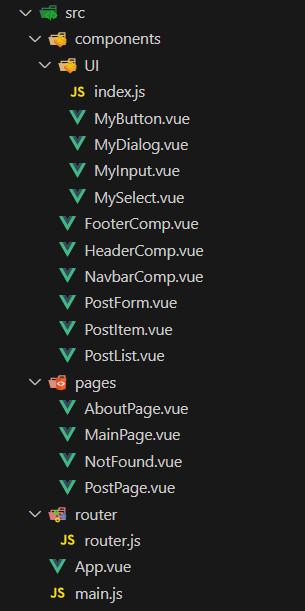 src
components
UI
JS index.js
MyButton.vue
MyDialog.vue
MyInput.vue
MySelect.vue
FooterComp.vue
HeaderComp.vue
NavbarComp.vue
PostForm.vue
PostItem.vue
PostList.vue
pages
AboutPage.vue
MainPage.vue
NotFound.vue
PostPage.vue
router
JS router.js
App.vue
JS main.js